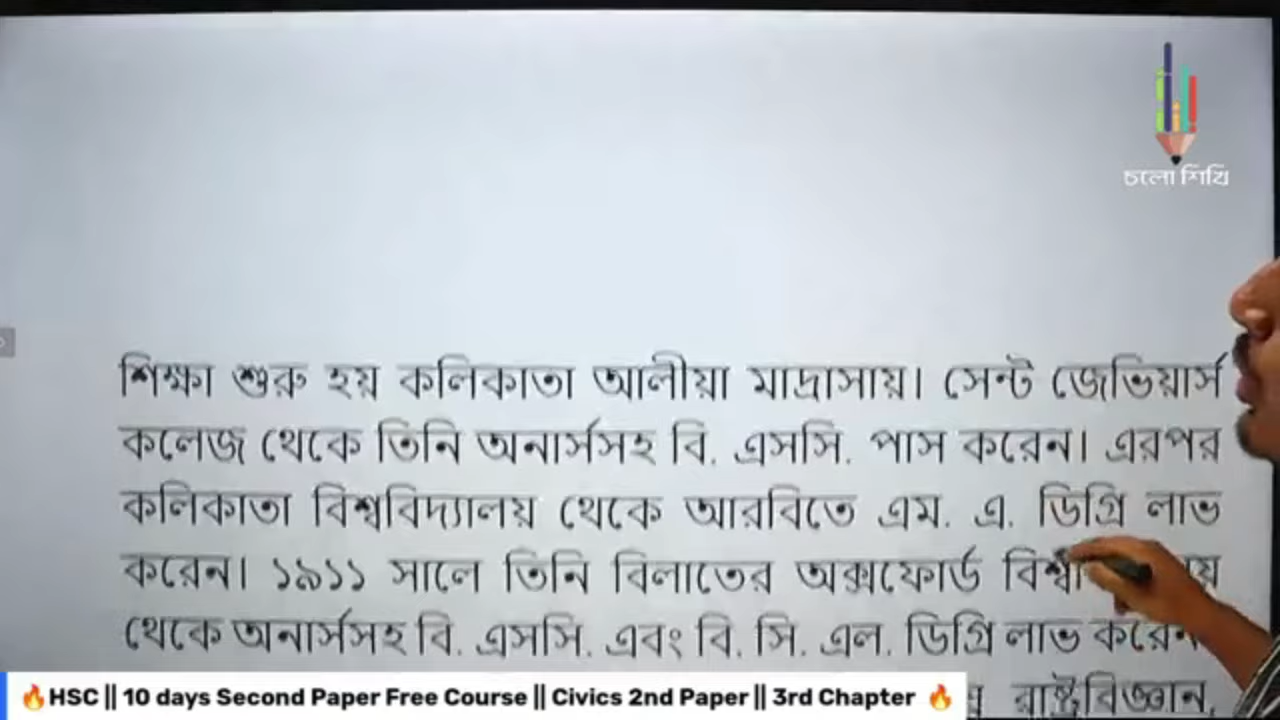 চলো শিখি
শিক্ষা শুরু হয় কলিকাতা আলীয়া মাদ্রাসায়। সেন্ট জেভিয়ার্স
কলেজ থেকে তিনি অনার্সসহ বি. এসসি. পাস করেন। এরপর
কলিকাতা বিশ্ববিদ্যালয় থেকে আরবিতে এম. এ. ডিগ্রি লাভ
করেন। ১৯১১ সালে তিনি বিলাতের অক্সফোর্ড
থেকে অনার্সসহ বি. এসসি. এবং বি. সি. এল. ডিগ্রি লাভ করেন
রাষ্ট্রবিজ্ঞান,
🔥HSC || 10 days Second Paper Free Course || Civics 2nd Paper || 3rd Chapter 🔥